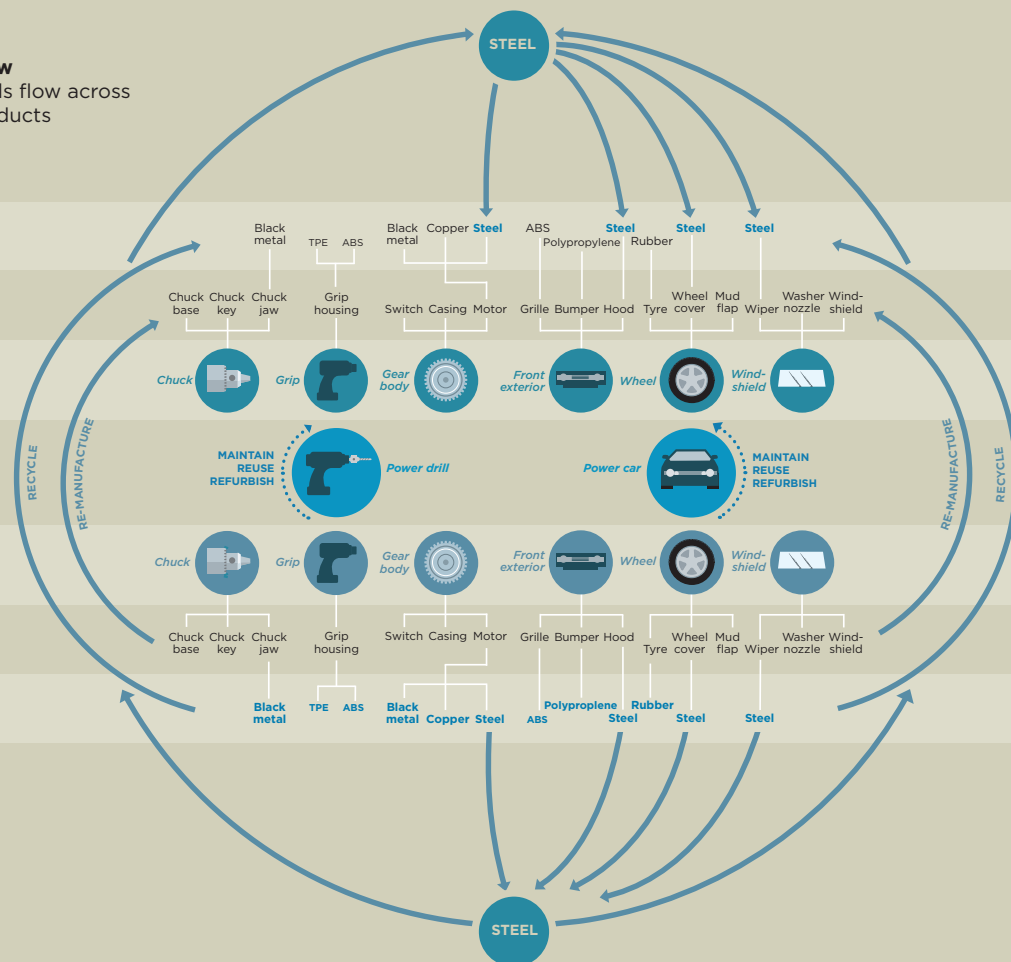 STEEL
w
ls flow across
ducts
Black
metal
TPE ABS
Black
metal
Copper Steel
ABS
Polypropylene
Steel
Rubber
Steel
Steel
Chuck
base
Chuck
key
Chuck
jaw
Grip
housing
Switch Casing Motor
Grille Bumper Hood
Tyre
Wheel
cover
Mud
flap
Wiper
Washer
nozzle
Wind-
shield
Chuck
Grip
Gear
body
Front
exterior
Wheel
Wind-
shield
RECYCLE
RE-MANUFACTURE
MAINTAIN
REUSE
REFURBISH
Power drill
Power car
MAINTAIN
REUSE
REFURBISH
RE-MANUFACTURE
RECYCLE
Chuck
Grip
Gear
body
Front
exterior
Wheel
Wind-
shield
Chuck
base
Chuck
key
Chuck
jaw
Grip
housing
Switch Casing Motor
Grille Bumper Hood
Tyre
Wheel
cover
Mud
flap
Wiper
Washer
nozzle
Wind-
shield
Black
metal
TPE ABS
Black
metal
Copper Steel
ABS
Polyproplene
Steel
Rubber
Steel
Steel
STEEL